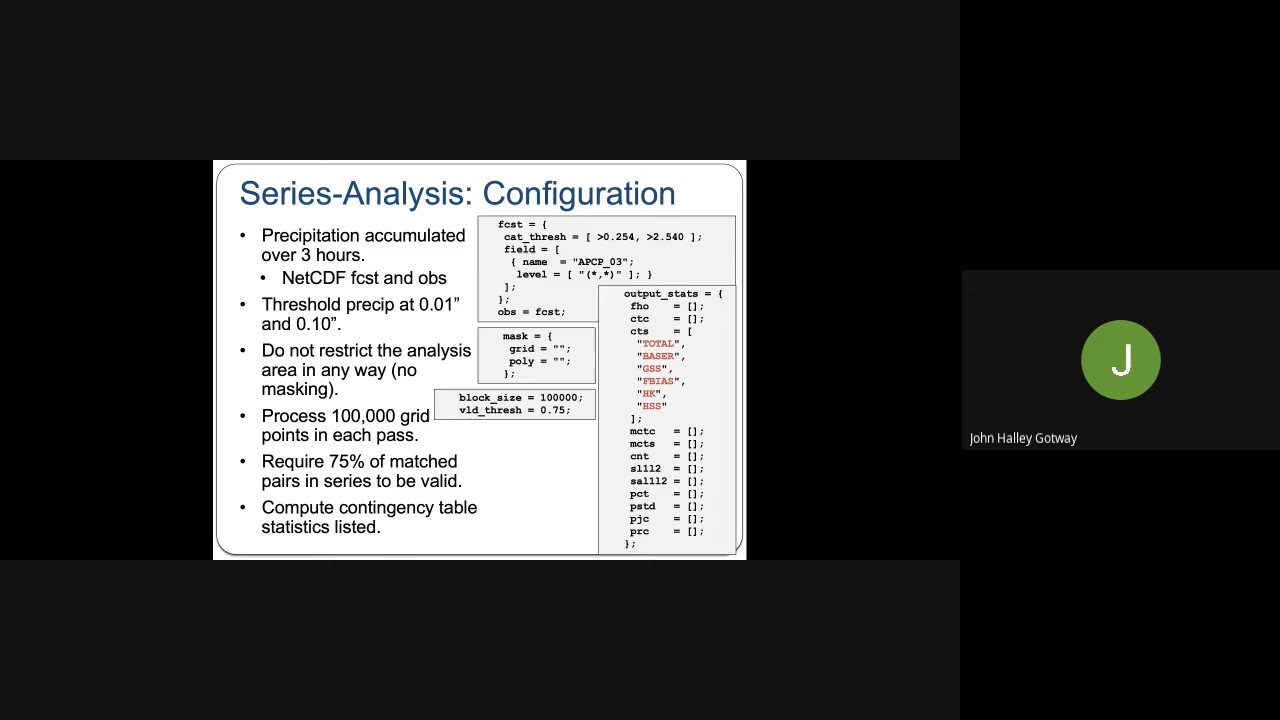 Series-Analysis: Configuration
• Precipitation accumulated
over 3 hours.
• NetCDF fcst and obs
• Threshold precip at 0.01”
and 0.10”.
• Do not restrict the analysis
area in any way (no
masking).
• Process 100,000 grid
points in each pass.
• Require 75% of matched
pairs in series to be valid.
• Compute contingency table
statistics listed.
fcst = {
cat_thresh = [ >0.254, >2.540 ];
field = [
{ name = "APCP_03";
level = [ "(*,*)" ]; }
];
};
obs = fcst;
mask = {
grid = "";
poly = "";
};
block_size = 100000;
vld_thresh = 0.75;
output_stats = {
fho = [];
ctc = [];
cts = [
"TOTAL",
"BASER",
"GSS",
"FBIAS",
"HK",
"HSS"
];
mctc = [];
mcts = [];
cnt = [];
sl1l2 = [];
sal1l2 = [];
pct = [];
pstd = [];
pjc = [];
prc = [];
};
J
John Halley Gotway